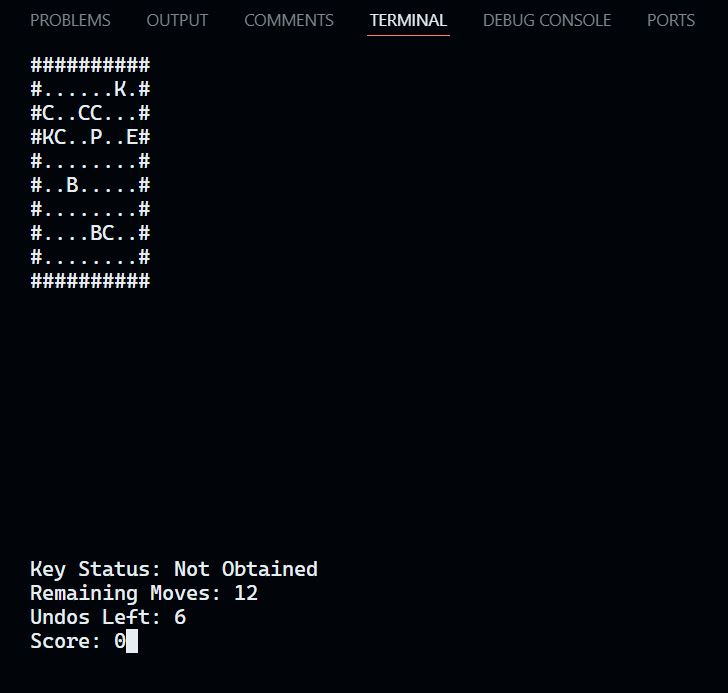 PROBLEMS OUTPUT COMMENTS TERMINAL DEBUG CONSOLE PORTS
##########
#......K.#
#C..CC...#
#KC..P..E#
#........#
#..B.....#
#........#
#....BC..#
#........#
##########
Key Status: Not Obtained
Remaining Moves: 12
Undos Left: 6
Score: 0